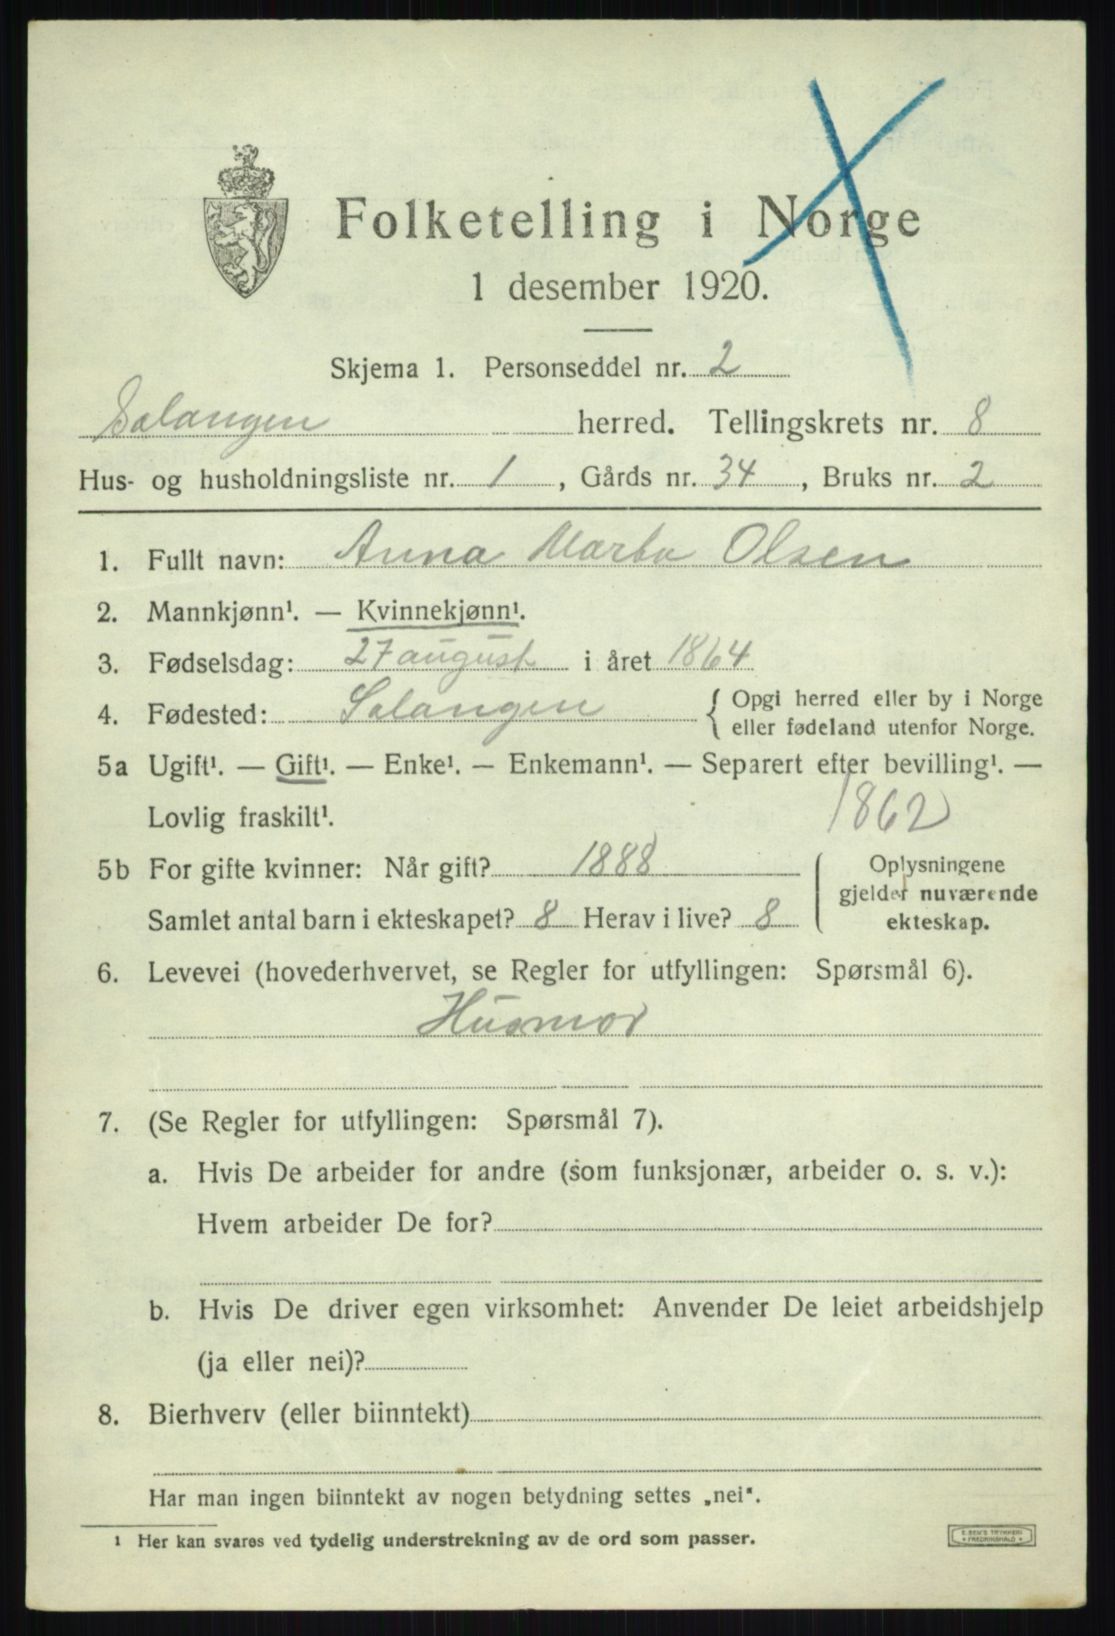 Folketelling i Norge
1 desember 1920.
Skjema 1. Personseddel nr. 2
Salangen herred. Tellingskrets nr. 8
Hus- og husholdningsliste nr. 1, Gårds nr. 34, Bruks nr. 2
1. Fullt navn: Anna Marta Olsen
2. Mannkjønn¹. — Kvinnekjønn¹.
3. Fødselsdag: 27 august i året 1864
4. Fødested: Salangen { Opgi herred eller by i Norge
eller fødeland utenfor Norge.
5a Ugift¹. — Gift¹. — Enke¹. — Enkemann¹. — Separert efter bevilling¹. —
Lovlig fraskilt¹. 1862
5b For gifte kvinner: Når gift? 1888
Samlet antal barn i ekteskapet? 8 Herav i live? 8
Oplysningene
gjelder nuværende
ekteskap.
6. Levevei (hovederhvervet, se Regler for utfyllingen: Spørsmål 6).
Husmor
7. (Se Regler for utfyllingen: Spørsmål 7).
a. Hvis De arbeider for andre (som funksjonær, arbeider o. s. v.):
Hvem arbeider De for?
b. Hvis De driver egen virksomhet: Anvender De leiet arbeidshjelp
(ja eller nei)?
8. Bierhverv (eller biinntekt)
Har man ingen biinntekt av nogen betydning settes „nei".
1 Her kan svares ved tydelig understrekning av de ord som passer.